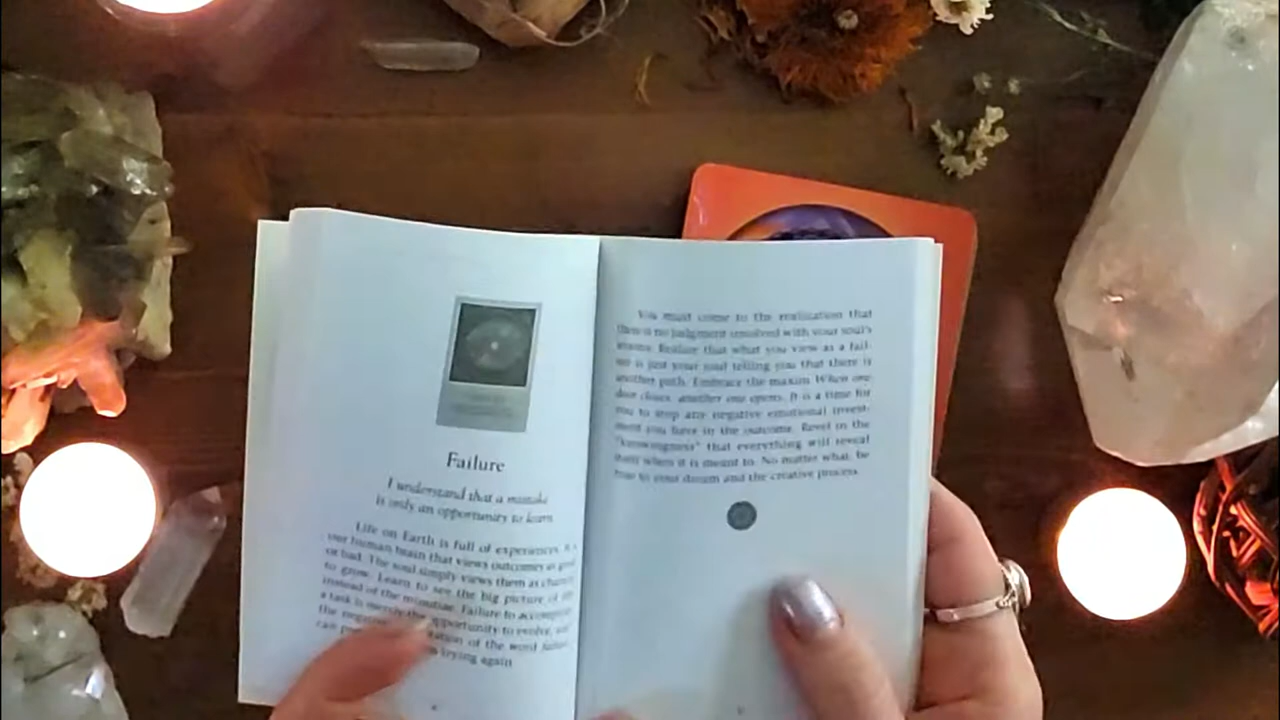 Failure
I understand that a mistake
is only an opportunity to learn
Life on Earth is full of experiences. It is
our human brain that views outcomes as good
or bad. The soul simply views them as chances
to grow. Learn to see the big picture of
instead of the minutiae. Failure to accomplish
a task is merely the opportunity to evolve, and
the negative of the word failure
can trying again
You must come to the realization that
there is no judgment involved with your soul's
Realize that what you view as a fail-
ure is just your soul telling you that there is
another path. Embrace the maxim When one
door closes, another one opens. It is a time for
you to stop any negative emotional invest-
ment you have in the outcome. Revel in the
"knowingness" that everything will reveal
itself when it is meant to. No matter what, be
true to your dream and the creative process.